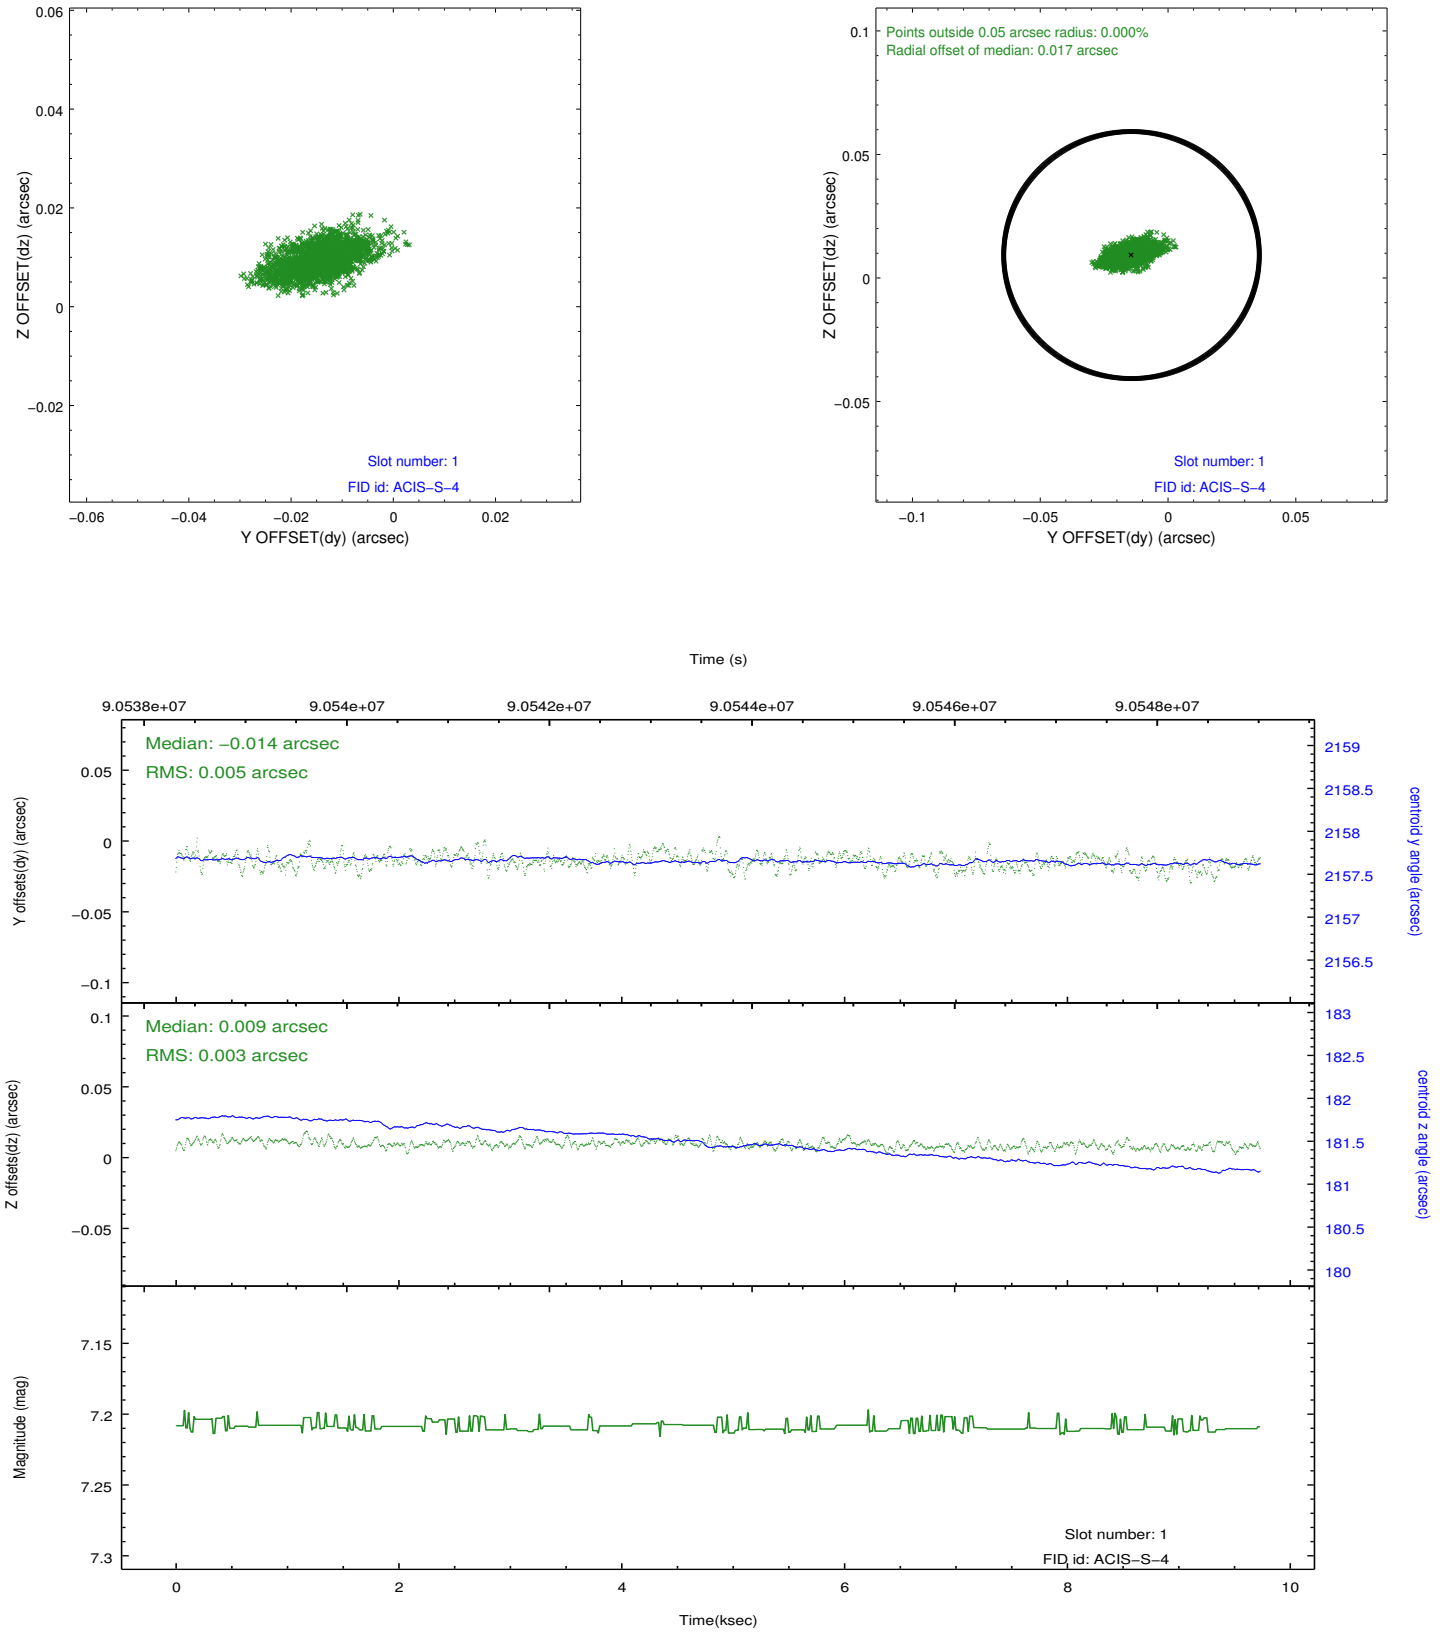 0.06
0.04
0.02
0
−0.02
Z OFFSET(dz) (arcsec)
Slot number: 1
FID id: ACIS−S−4
−0.06 −0.04 −0.02 0 0.02
Y OFFSET(dy) (arcsec)
Points outside 0.05 arcsec radius: 0.000%
Radial offset of median: 0.017 arcsec
0.1
0.05
0
−0.05
Z OFFSET(dz) (arcsec)
Slot number: 1
FID id: ACIS−S−4
−0.1 −0.05 0 0.05
Y OFFSET(dy) (arcsec)
Time (s)
9.0538e+07 9.054e+07 9.0542e+07 9.0544e+07 9.0546e+07 9.0548e+07
Median: −0.014 arcsec
RMS: 0.005 arcsec
0.05
0
−0.05
−0.1
Y offsets(dy) (arcsec)
2159
2158.5
2158
2157.5
2157
2156.5
centroid y angle (arcsec)
Median: 0.009 arcsec
RMS: 0.003 arcsec
0.1
0.05
0
−0.05
Z offsets(dz) (arcsec)
183
182.5
182
181.5
181
180.5
180
centroid z angle (arcsec)
7.15
7.2
7.25
7.3
Magnitude (mag)
Slot number: 1
FID id: ACIS−S−4
0 2 4 6 8 10
Time(ksec)